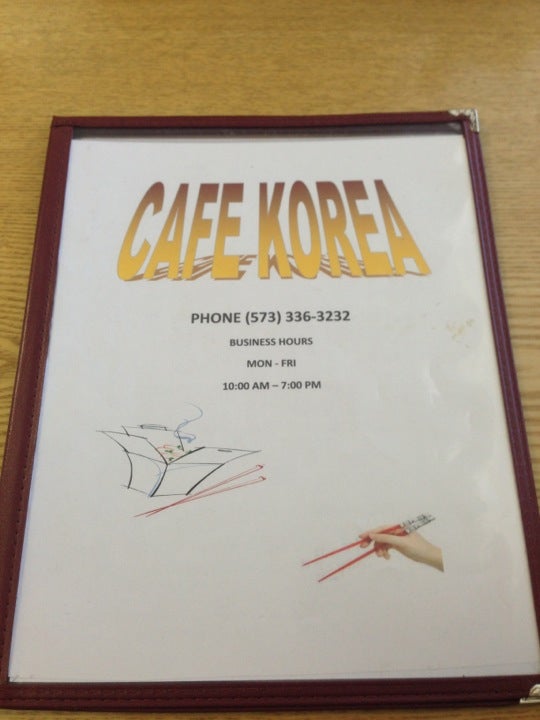 CAFE KOREA
PHONE (573) 336-3232
BUSINESS HOURS
MON - FRI
10:00 AM – 7:00 PM